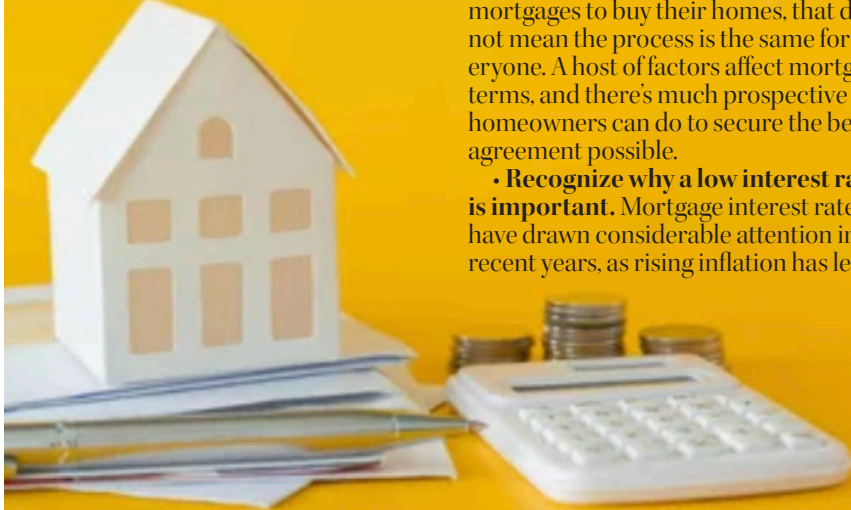 mortgages to buy their homes, that d
not mean the process is the same for
eryone. A host of factors affect mortg
terms, and there's much prospective
homeowners can do to secure the be
agreement possible.
• Recognize why a low interest ra
is important. Mortgage interest rate
have drawn considerable attention in
recent years, as rising inflation has le